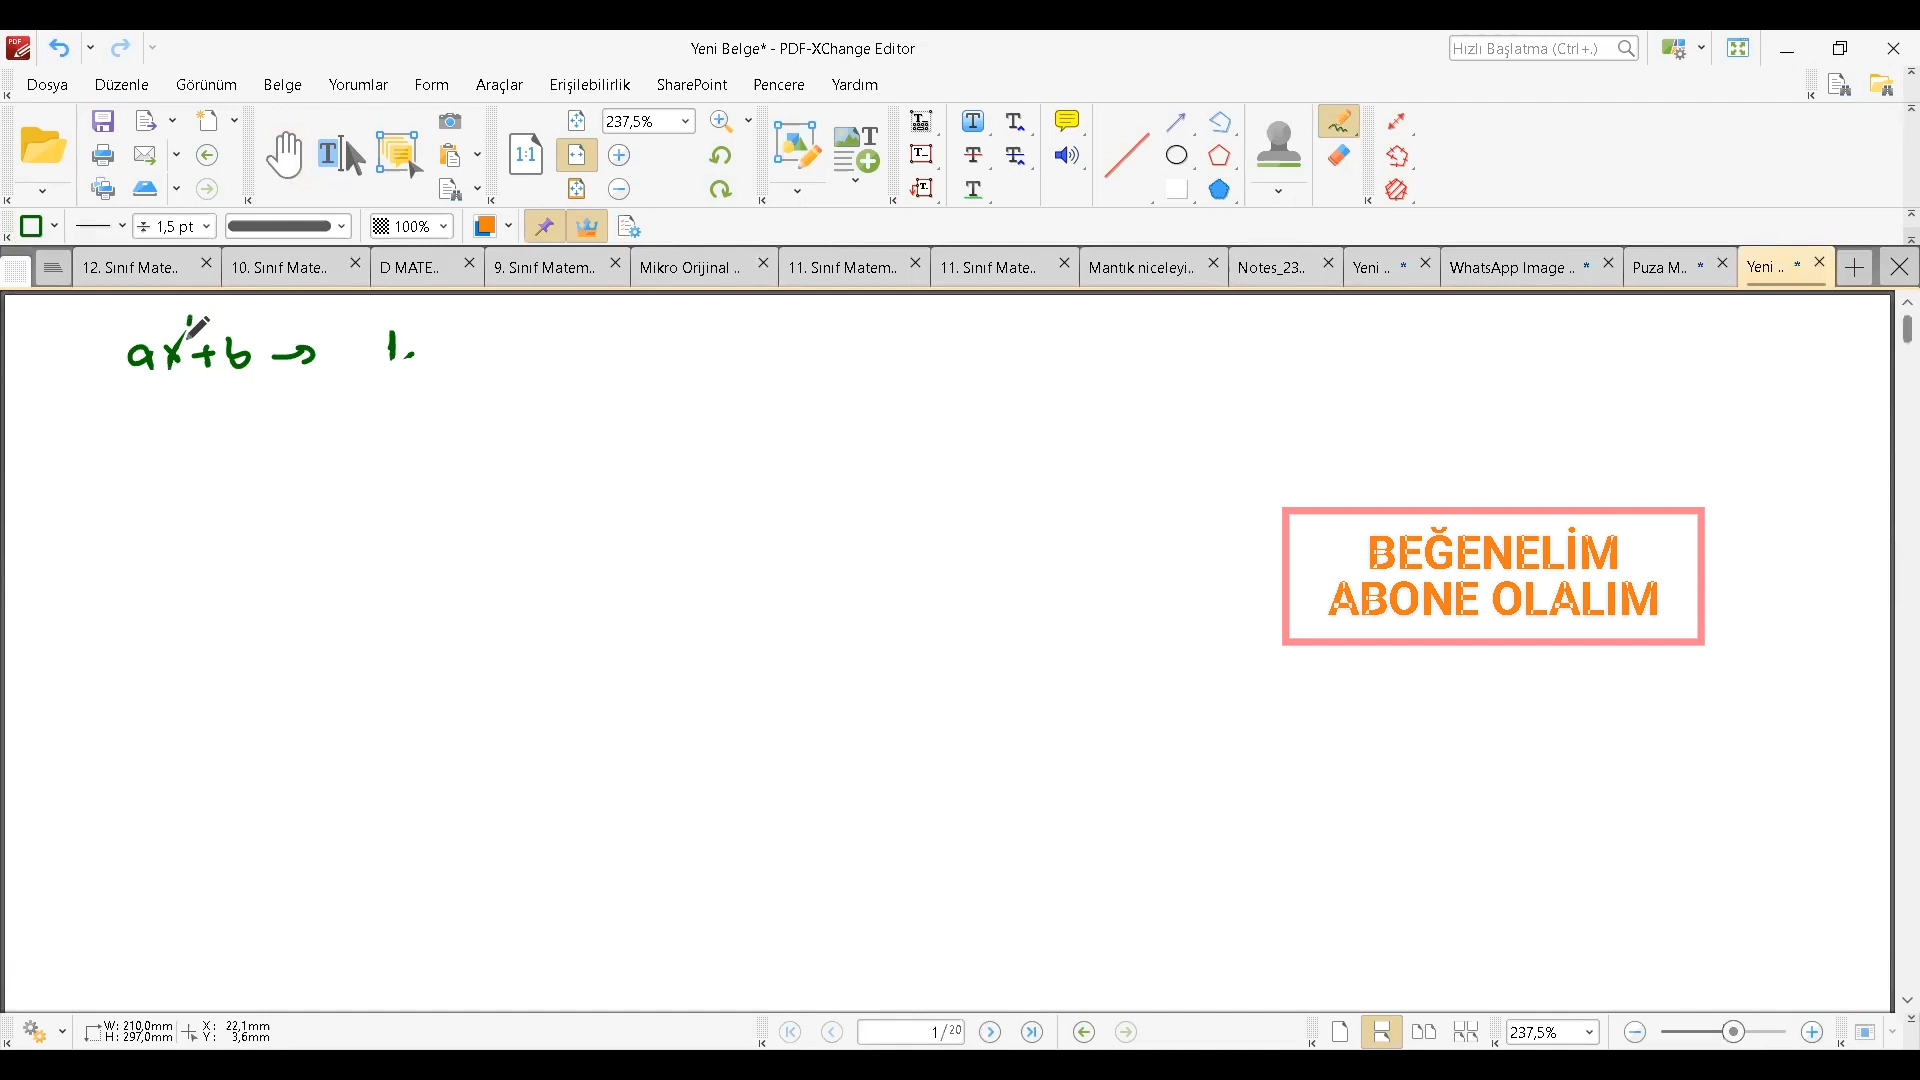 Yeni Belge* - PDF-XChange Editor
Hızlı Başlatma (Ctrl+.)
Dosya Düzenle Görünüm Belge Yorumlar Form Araçlar Erişilebilirlik SharePoint Pencere Yardım
237,5%
1:1
1,5 pt
100%
12. Sınıf Mate..
10. Sınıf Mate..
D MATE..
9. Sınıf Matem..
Mikro Orijinal ..
11. Sınıf Matem..
11. Sınıf Mate..
Mantık niceleyi..
Notes_23..
Yeni .. *
WhatsApp Image .. *
Puza M.. *
Yeni .. *
ax¹+b → 1.
BEĞENELİM
ABONE OLALIM
W: 210,0mm X: 22,1mm
H: 297,0mm Y: 3,6mm
1/20
237,5%